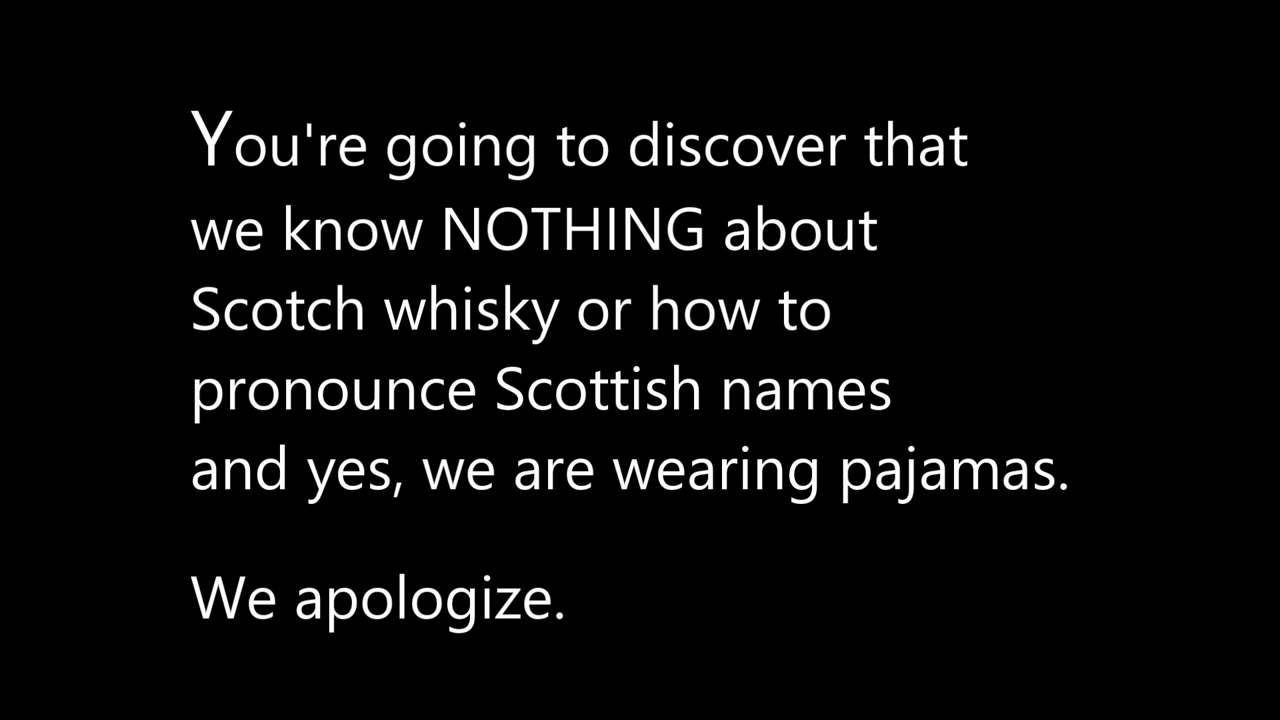 You're going to discover that
we know NOTHING about
Scotch whisky or how to
pronounce Scottish names
and yes, we are wearing pajamas.
We apologize.